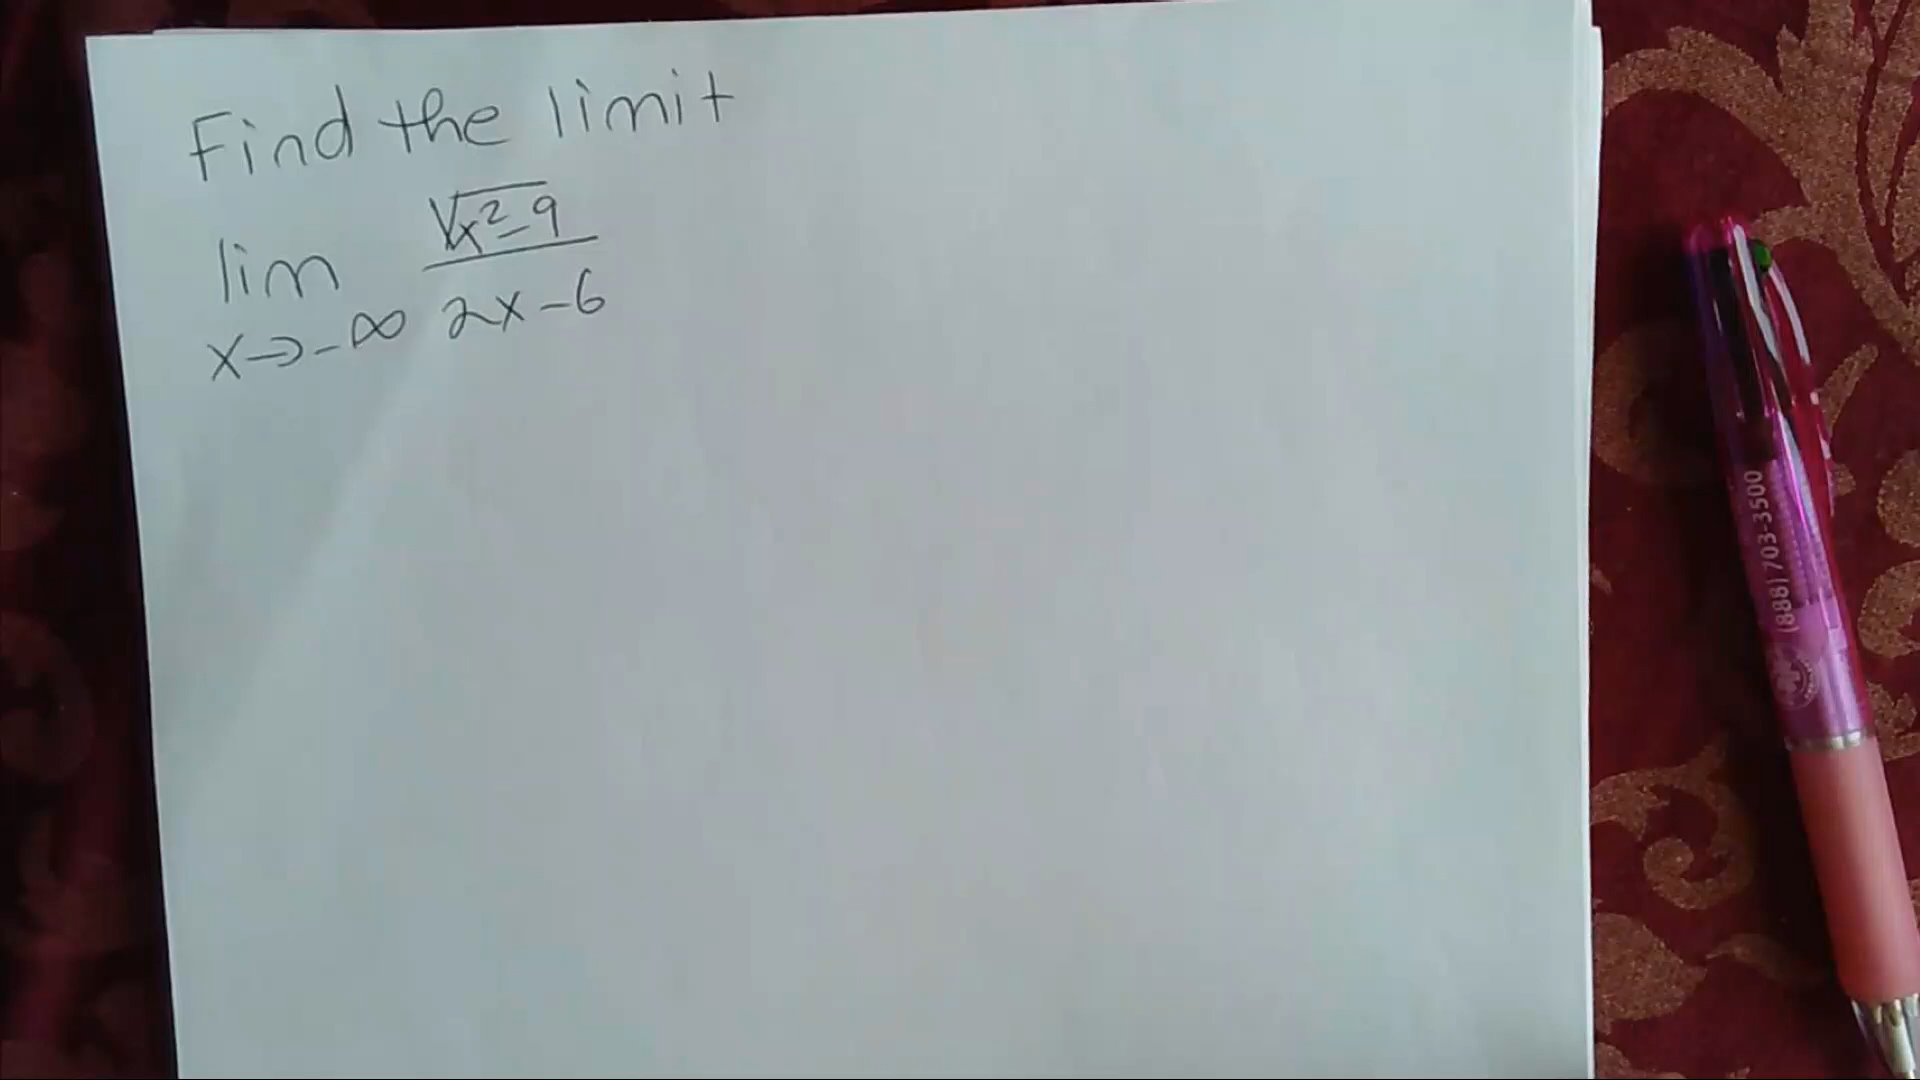 Find the limit
lim √x²-9 / 2x-6
x→-∞
(888) 703-3500